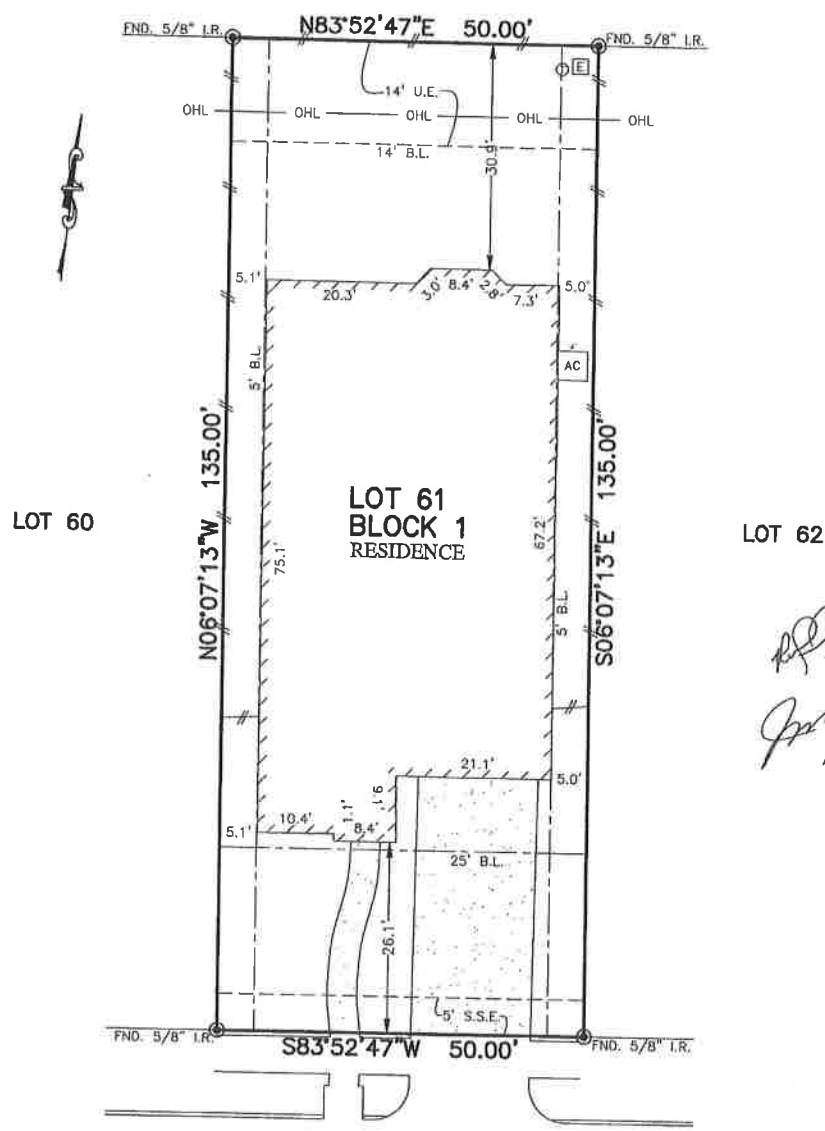 N83°52'47"E 50.00'
FND. 5/8" I.R.
FND. 5/8" I.R.
E
14' U.E.
OHL OHL OHL OHL OHL
14' B.L.
30.9'
5.1'
20.3'
3.0'
8.4'
2.8'
7.3'
5.0'
AC
5' B.L.
N06°07'13"W 135.00'
S06°07'13"E 135.00'
LOT 60
LOT 61
BLOCK 1
RESIDENCE
LOT 62
75.1'
67.2'
5' B.L.
21.1'
5.0'
9.1'
10.4'
1.1'
8.4'
5.1'
25' B.L.
26.1'
5' S.S.E.
FND. 5/8" I.R.
S83°52'47"W 50.00'
FND. 5/8" I.R.